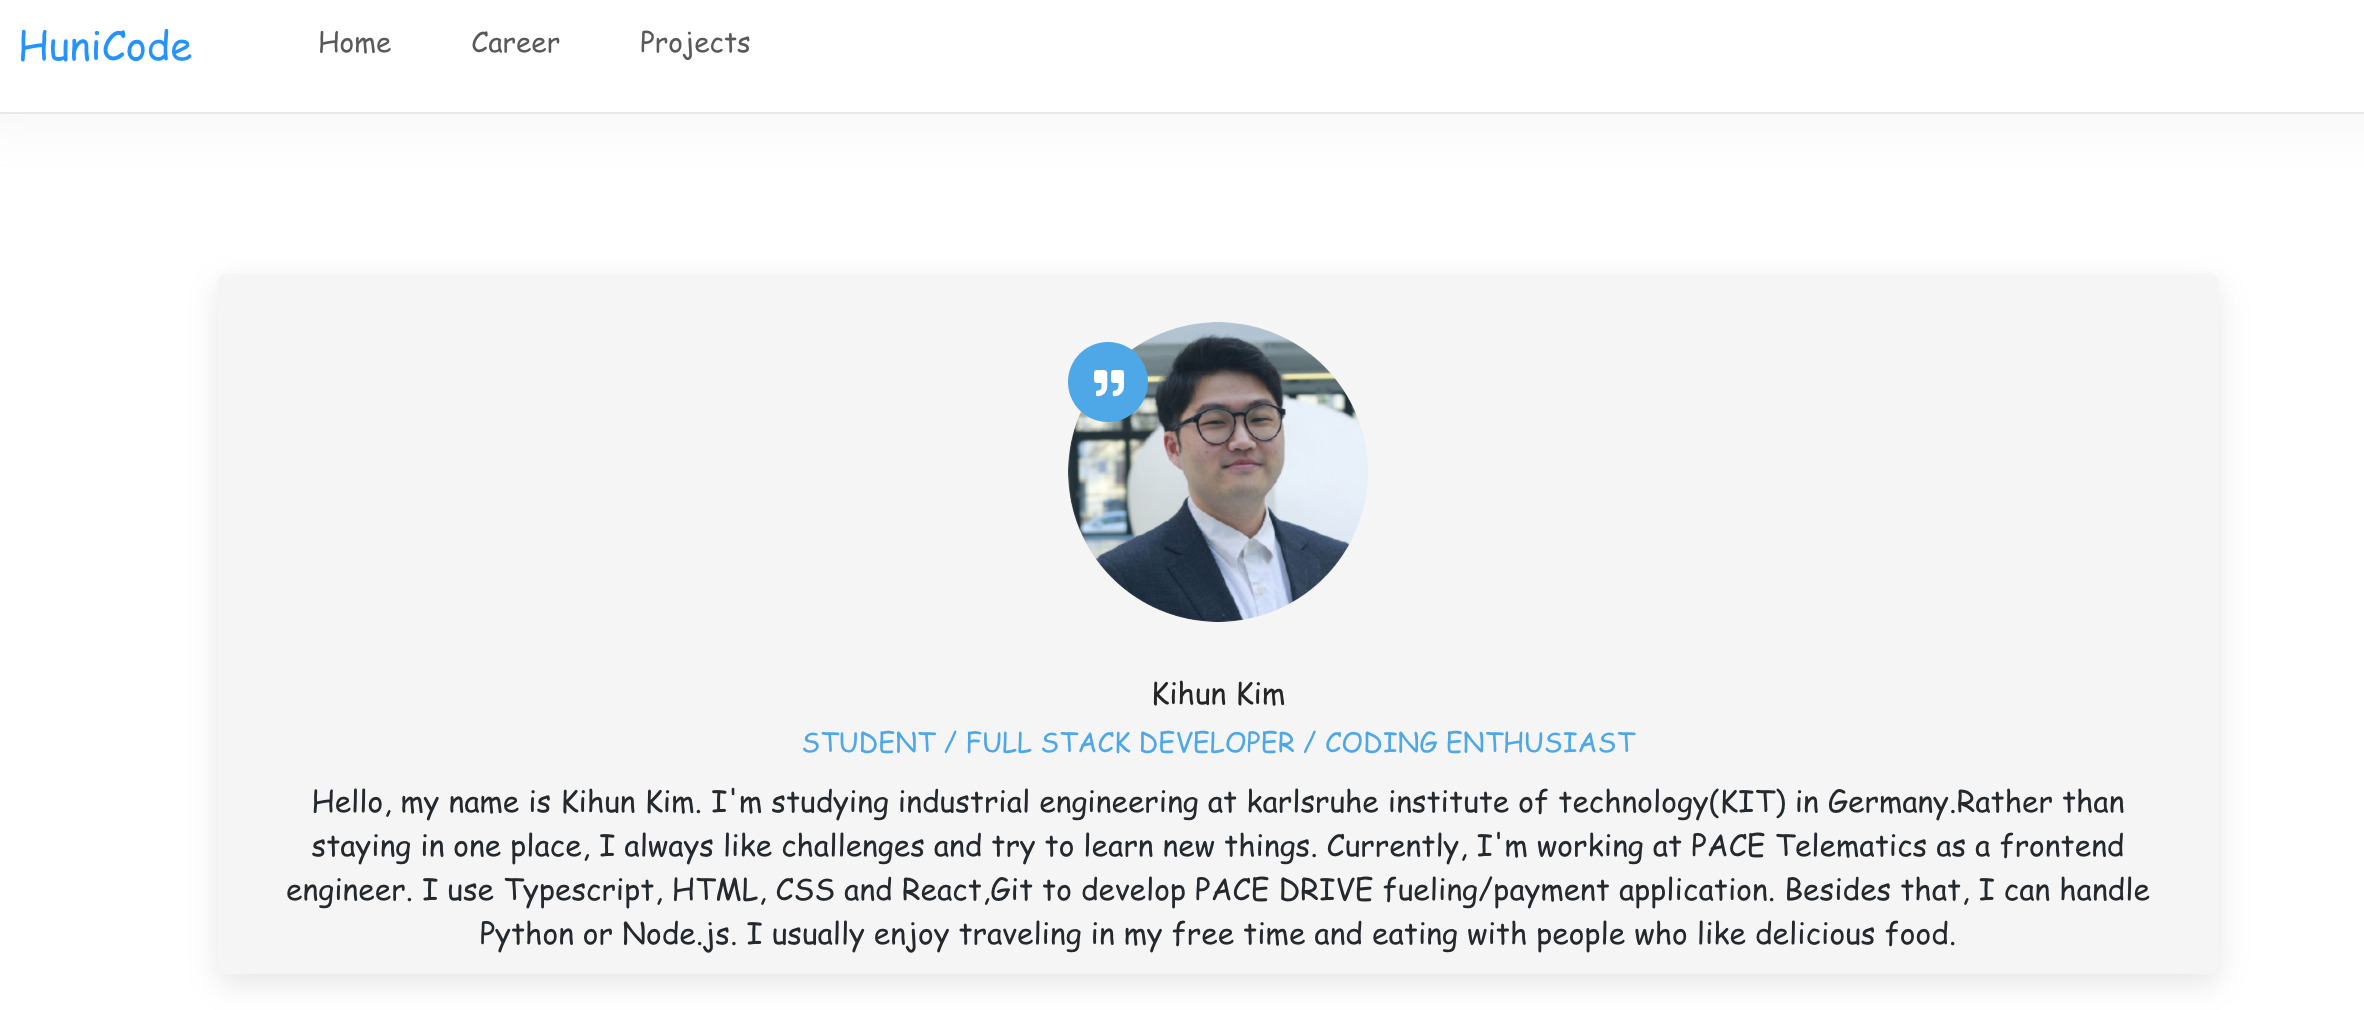 HuniCode Home Career Projects
Kihun Kim
STUDENT / FULL STACK DEVELOPER / CODING ENTHUSIAST
Hello, my name is Kihun Kim. I'm studying industrial engineering at karlsruhe institute of technology(KIT) in Germany.Rather than
staying in one place, I always like challenges and try to learn new things. Currently, I'm working at PACE Telematics as a frontend
engineer. I use Typescript, HTML, CSS and React,Git to develop PACE DRIVE fueling/payment application. Besides that, I can handle
Python or Node.js. I usually enjoy traveling in my free time and eating with people who like delicious food.